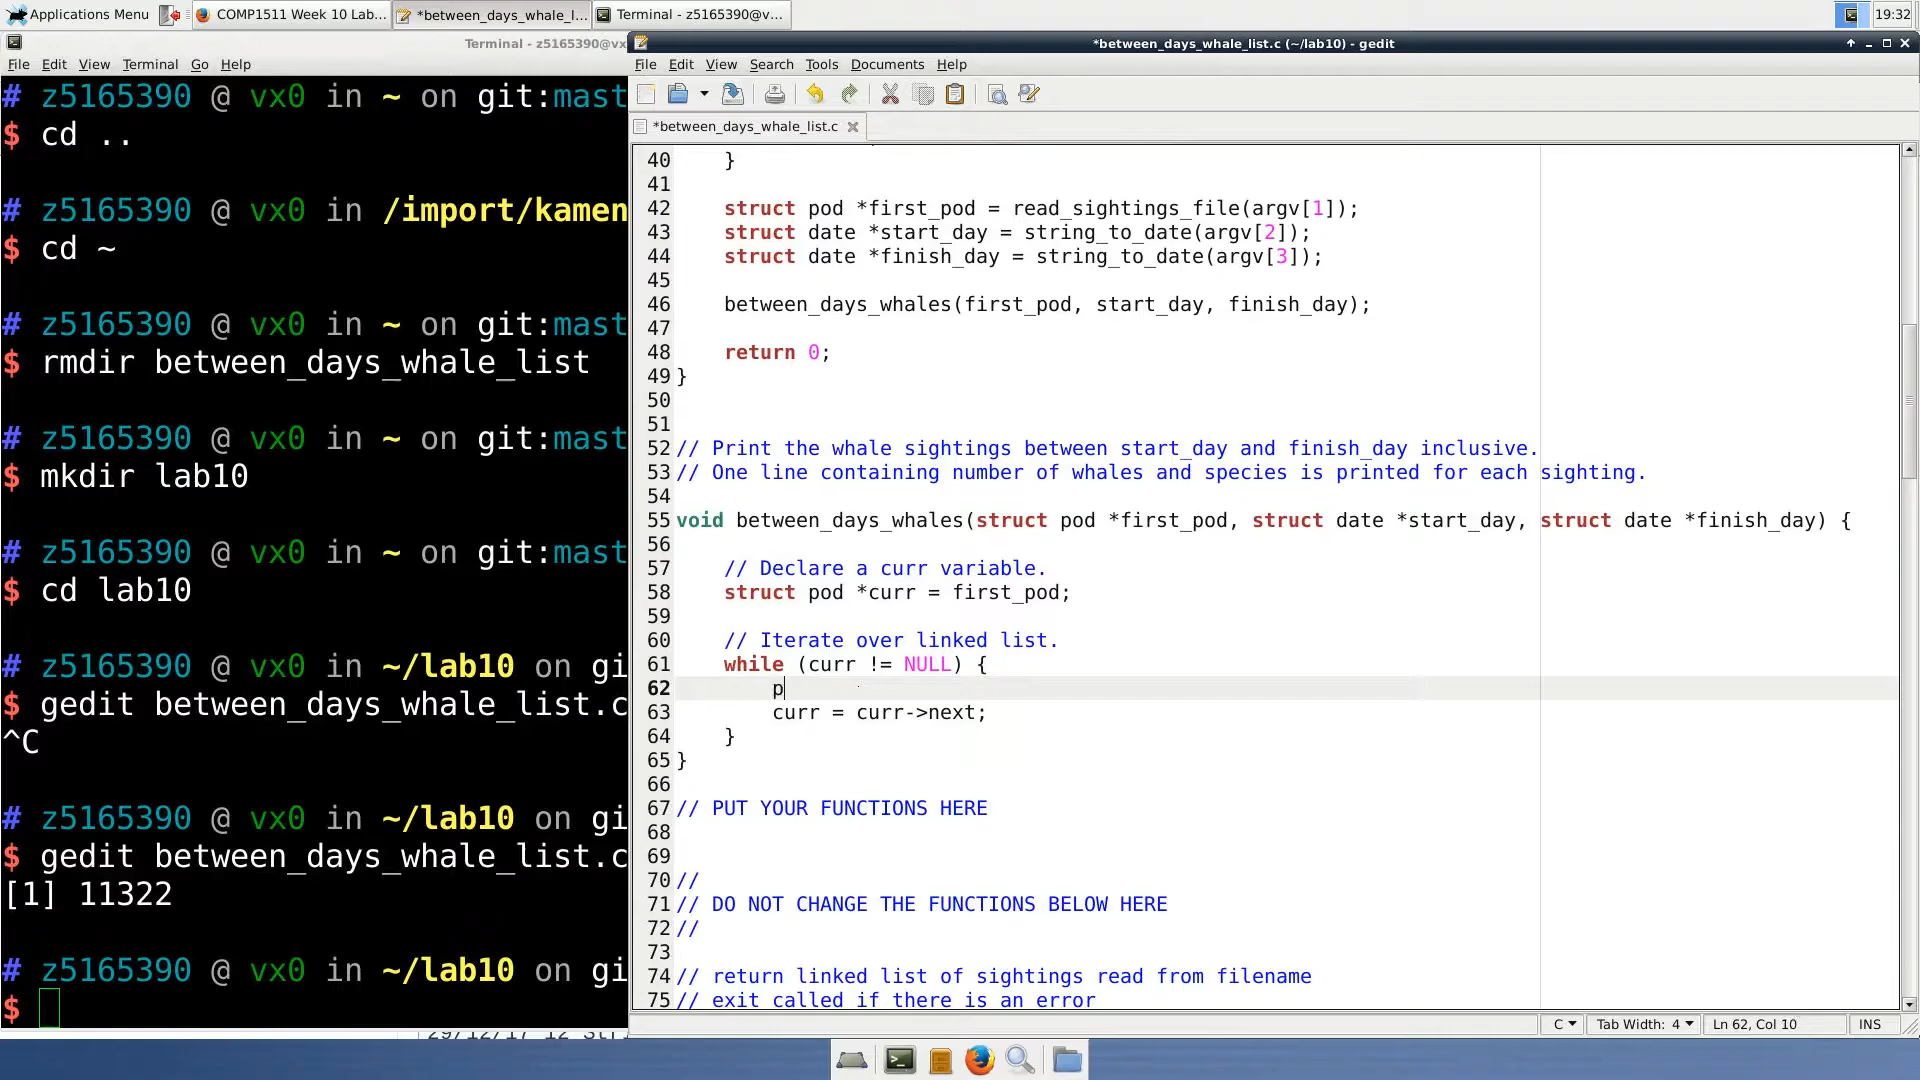 Applications Menu
COMP1511 Week 10 Lab...
*between_days_whale_l...
Terminal - z5165390@v...
19:32
Terminal - z5165390@vx
File Edit View Terminal Go Help
# z5165390 @ vx0 in ~ on git:mast
$ cd ..
# z5165390 @ vx0 in /import/kamen
$ cd ~
# z5165390 @ vx0 in ~ on git:mast
$ rmdir between_days_whale_list
# z5165390 @ vx0 in ~ on git:mast
$ mkdir lab10
# z5165390 @ vx0 in ~ on git:mast
$ cd lab10
# z5165390 @ vx0 in ~/lab10 on gi
$ gedit between_days_whale_list.c
^C
# z5165390 @ vx0 in ~/lab10 on gi
$ gedit between_days_whale_list.c
[1] 11322
# z5165390 @ vx0 in ~/lab10 on gi
$
*between_days_whale_list.c (~/lab10) - gedit
File Edit View Search Tools Documents Help
*between_days_whale_list.c
40     }
41
42     struct pod *first_pod = read_sightings_file(argv[1]);
43     struct date *start_day = string_to_date(argv[2]);
44     struct date *finish_day = string_to_date(argv[3]);
45
46     between_days_whales(first_pod, start_day, finish_day);
47
48     return 0;
49 }
50
51
52 // Print the whale sightings between start_day and finish_day inclusive.
53 // One line containing number of whales and species is printed for each sighting.
54
55 void between_days_whales(struct pod *first_pod, struct date *start_day, struct date *finish_day) {
56
57     // Declare a curr variable.
58     struct pod *curr = first_pod;
59
60     // Iterate over linked list.
61     while (curr != NULL) {
62         p
63         curr = curr->next;
64     }
65 }
66
67 // PUT YOUR FUNCTIONS HERE
68
69
70 //
71 // DO NOT CHANGE THE FUNCTIONS BELOW HERE
72 //
73
74 // return linked list of sightings read from filename
75 // exit called if there is an error
C Tab Width: 4 Ln 62, Col 10 INS